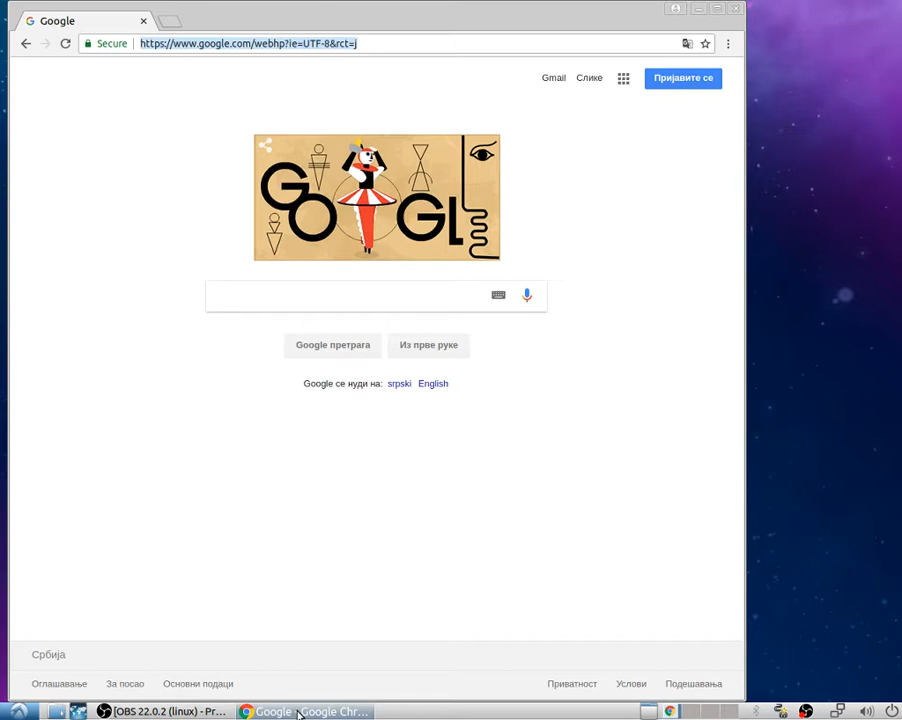 Google
Secure
https://www.google.com/webhp?ie=UTF-8&rct=j
Gmail Слике Пријавите се
GOOGLE
Google претрага Из прве руке
Google се нуди на: srpski English
Србија
Оглашавање За посао Основни подаци Приватност Услови Подешавања
[OBS 22.0.2 (linux) - Pr... Google - Google Chr...